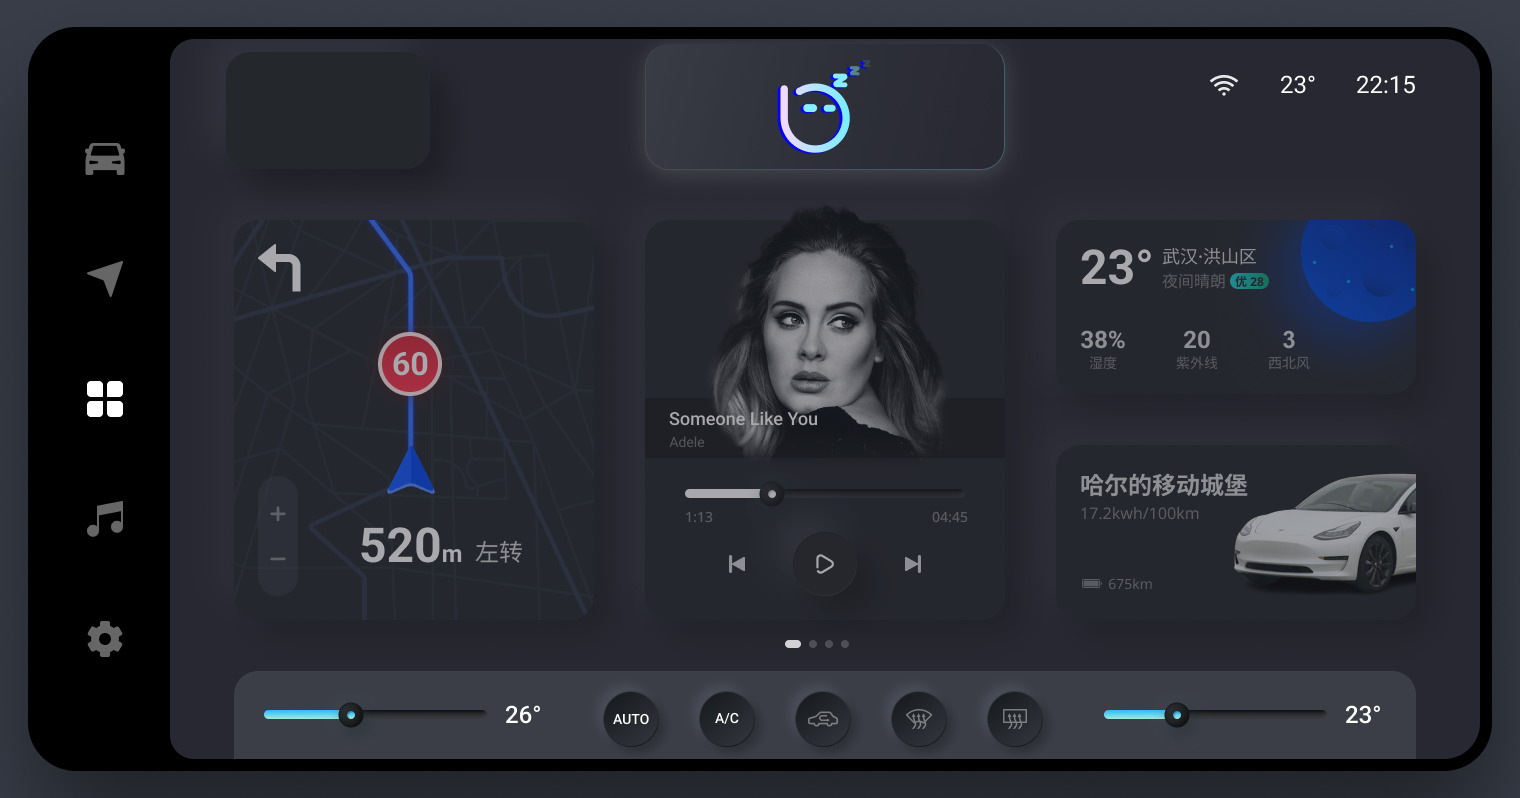 z z z
23° 22:15
60
+
−
520m 左转
Someone Like You
Adele
1:13 04:45
23° 武汉·洪山区
夜间晴朗 优 28
38% 20 3
湿度 紫外线 西北风
哈尔的移动城堡
17.2kwh/100km
675km
26° AUTO A/C 23°